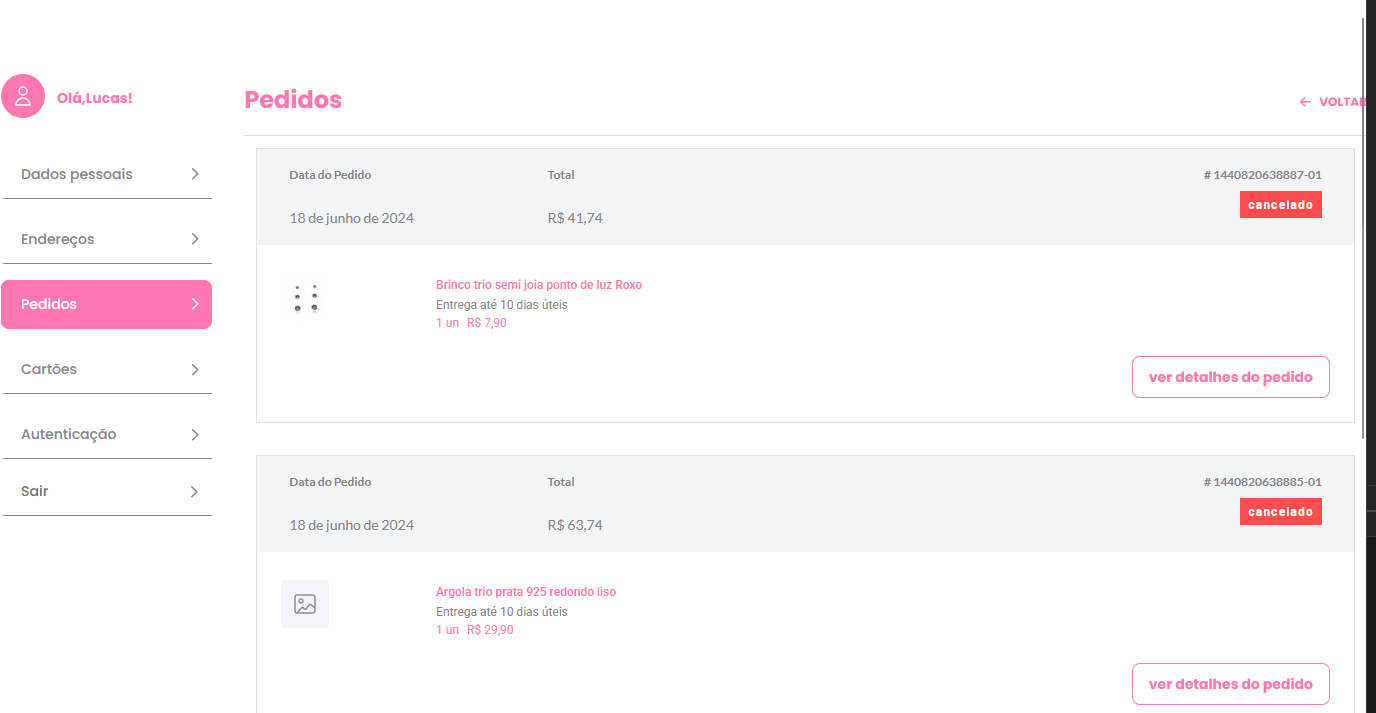 Olá,Lucas!
Dados pessoais
Endereços
Pedidos
Cartões
Autenticação
Sair
Pedidos
VOLTAR
Data do Pedido Total # 1440820638887-01
cancelado
18 de junho de 2024 R$ 41,74
Brinco trio semi joia ponto de luz Roxo
Entrega até 10 dias úteis
1 un R$ 7,90
ver detalhes do pedido
Data do Pedido Total # 1440820638885-01
cancelado
18 de junho de 2024 R$ 63,74
Argola trio prata 925 redondo liso
Entrega até 10 dias úteis
1 un R$ 29,90
ver detalhes do pedido